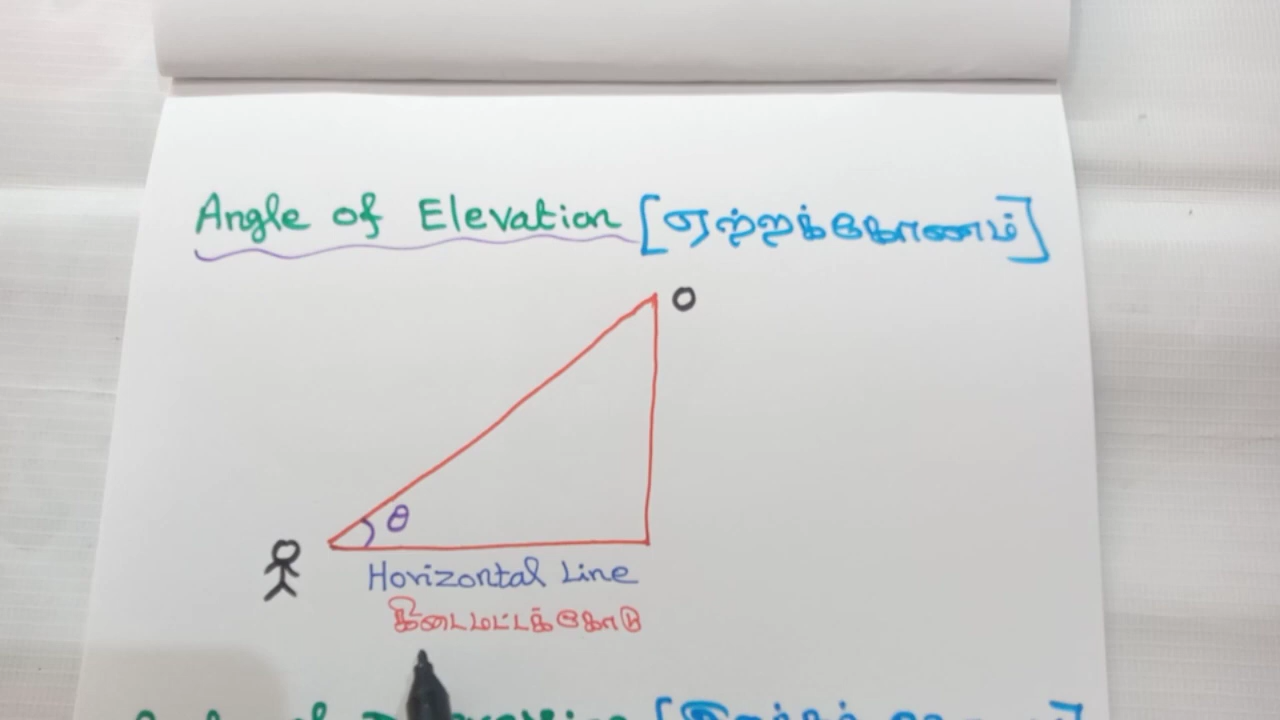 Angle of Elevation [ஏற்றக்கோணம்]
O
θ
Horizontal Line
கிடைமட்டக்கோடு